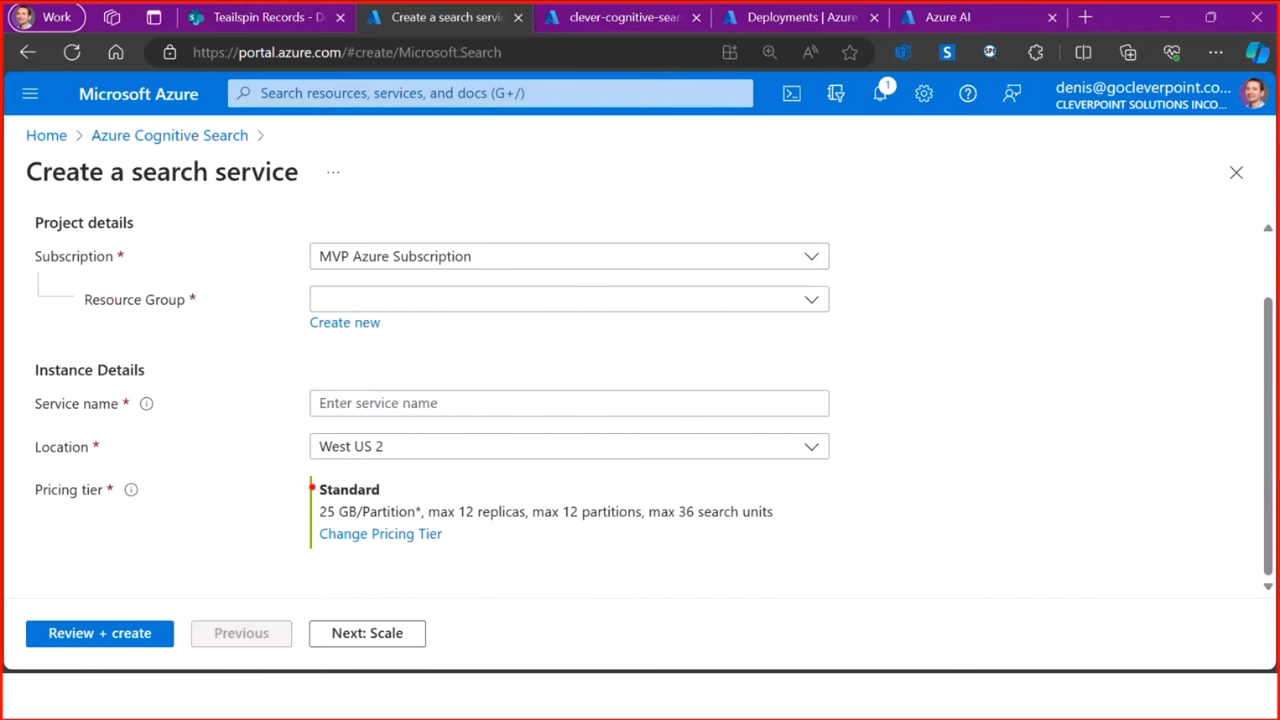 Work
Teailspin Records - D
Create a search servic
clever-cognitive-sear
Deployments | Azure
Azure AI
https://portal.azure.com/#create/Microsoft.Search
Microsoft Azure
Search resources, services, and docs (G+/)
1
denis@gocleverpoint.co...
CLEVERPOINT SOLUTIONS INCO...
Home > Azure Cognitive Search >
Create a search service ...
Project details
Subscription *
MVP Azure Subscription
Resource Group *
Create new
Instance Details
Service name *
Enter service name
Location *
West US 2
Pricing tier *
Standard
25 GB/Partition*, max 12 replicas, max 12 partitions, max 36 search units
Change Pricing Tier
Review + create
Previous
Next: Scale